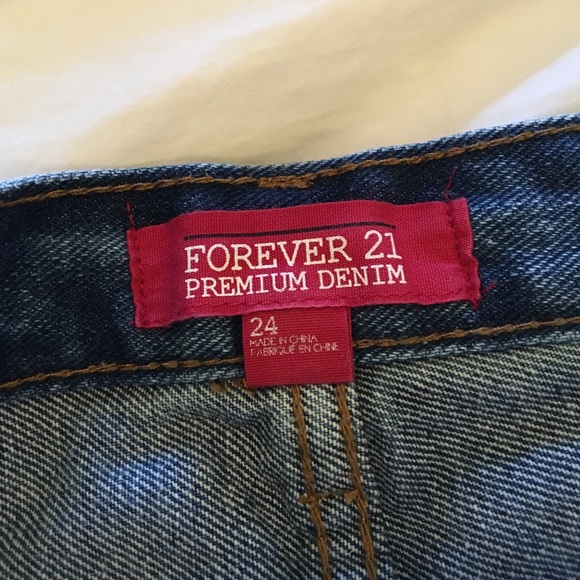 FOREVER 21
PREMIUM DENIM
24
MADE IN CHINA
FABRIQUÉ EN CHINE